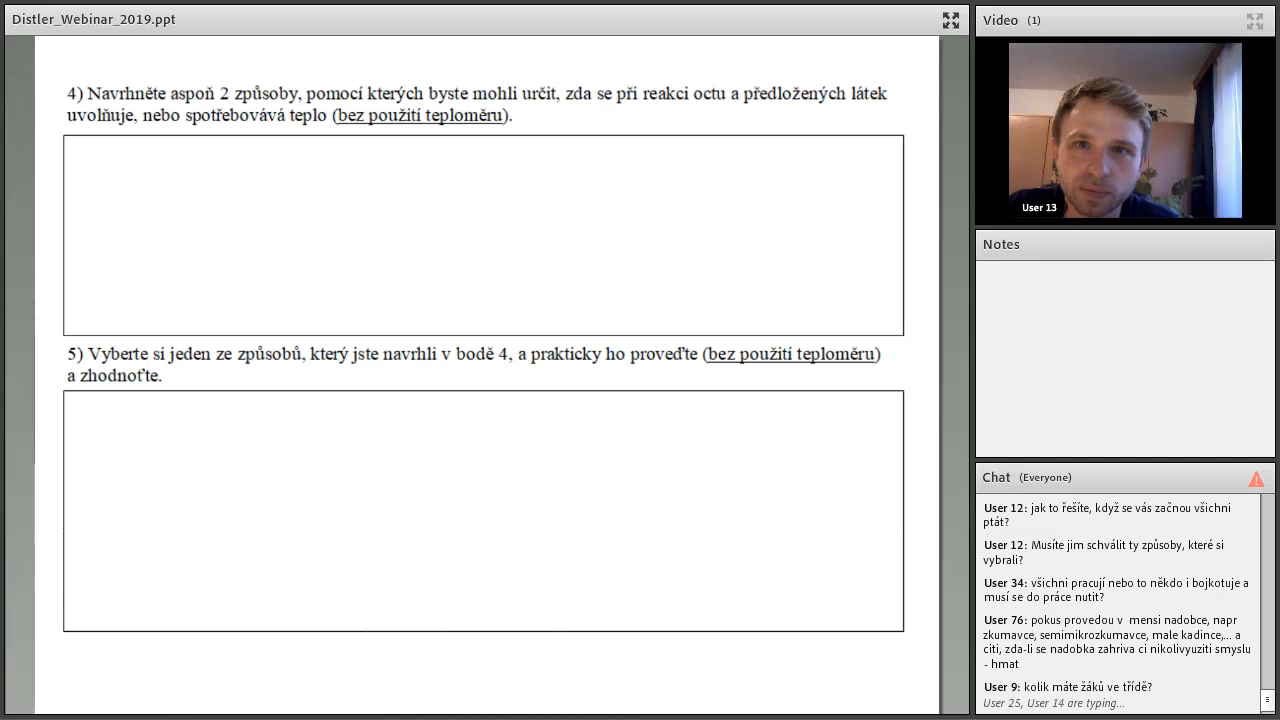 Distler_Webinar_2019.ppt
4) Navrhněte aspoň 2 způsoby, pomocí kterých byste mohli určit, zda se při reakci octu a předložených látek
uvolňuje, nebo spotřebovává teplo (bez použití teploměru).
5) Vyberte si jeden ze způsobů, který jste navrhli v bodě 4, a prakticky ho proveďte (bez použití teploměru)
a zhodnoťte.
Video (1)
User 13
Notes
Chat (Everyone)
User 12: jak to řešíte, když se vás začnou všichni
ptát?
User 12: Musíte jim schválit ty způsoby, které si
vybrali?
User 34: všichni pracují nebo to někdo i bojkotuje a
musí se do práce nutit?
User 76: pokus provedou v mensi nadobce, napr
zkumavce, semimikrozkumavce, male kadince,... a
citi, zda-li se nadobka zahriva ci nikolivyuziti smyslu
- hmat
User 9: kolik máte žáků ve třídě?
User 25, User 14 are typing...